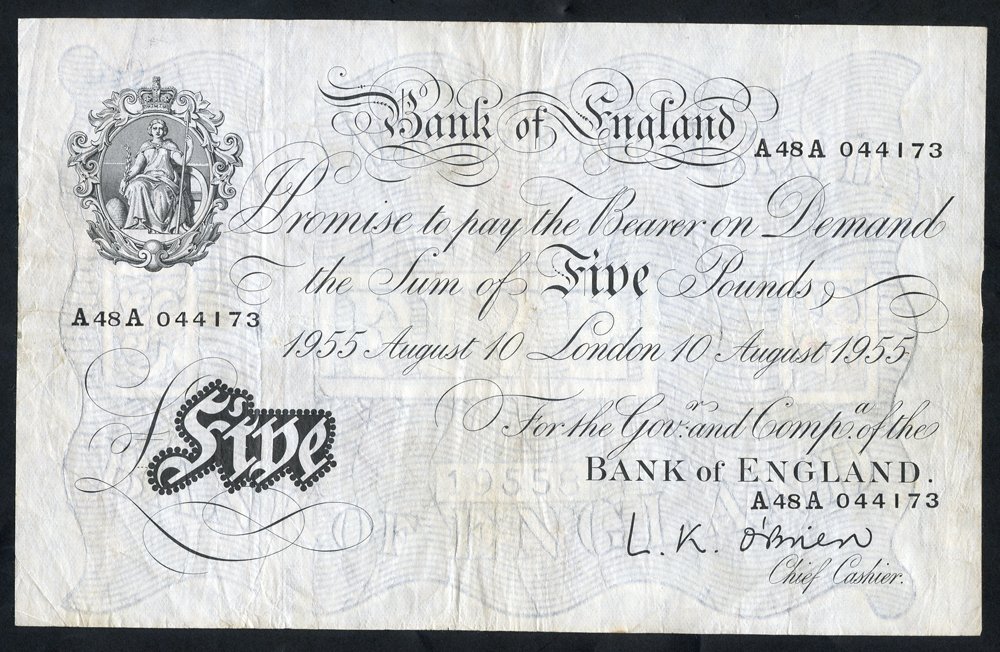 Bank of England
A48A 044173
I Promise to pay the Bearer on Demand
the Sum of Five Pounds
A48A 044173
1955 August 10 London 10 August 1955
£Five
For the Gov.r and Comp.a of the
BANK of ENGLAND.
A48A 044173
L. K. O'Brien
Chief Cashier.